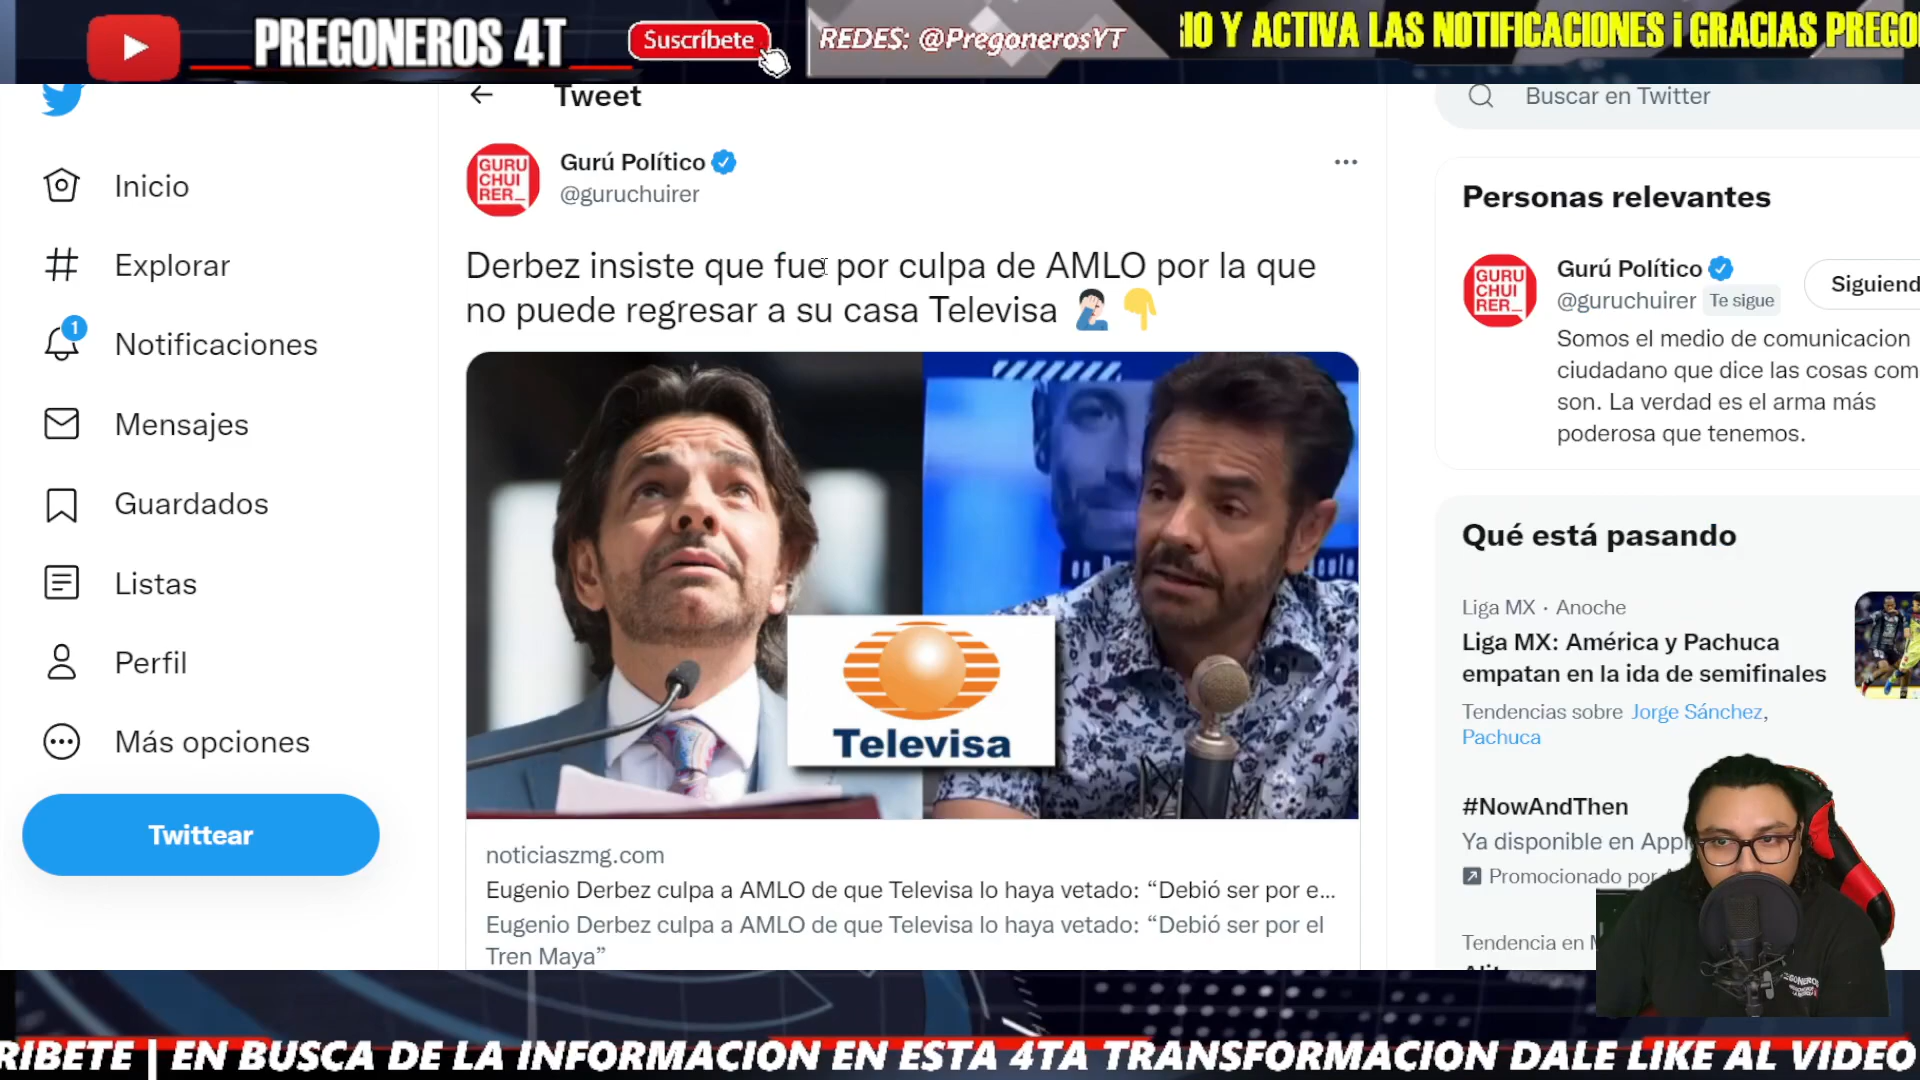 PREGONEROS 4T
Suscríbete
REDES: @PregonerosYT
IO Y ACTIVA LAS NOTIFICACIONES ¡ GRACIAS PREGO
Inicio
Explorar
1
Notificaciones
Mensajes
Guardados
Listas
Perfil
Más opciones
Twittear
Tweet
GURU
CHUI
RER_
Gurú Político
@guruchuirer
Derbez insiste que fue por culpa de AMLO por la que
no puede regresar a su casa Televisa
Televisa
noticiaszmg.com
Eugenio Derbez culpa a AMLO de que Televisa lo haya vetado: “Debió ser por e...
Eugenio Derbez culpa a AMLO de que Televisa lo haya vetado: “Debió ser por el
Tren Maya”
Buscar en Twitter
Personas relevantes
GURU
CHUI
RER_
Gurú Político
Siguiend
@guruchuirer Te sigue
Somos el medio de comunicacion
ciudadano que dice las cosas com
son. La verdad es el arma más
poderosa que tenemos.
Qué está pasando
Liga MX · Anoche
Liga MX: América y Pachuca
empatan en la ida de semifinales
Tendencias sobre Jorge Sánchez,
Pachuca
#NowAndThen
Ya disponible en Appl
Promocionado por
Tendencia en M
RIBETE | EN BUSCA DE LA INFORMACION EN ESTA 4TA TRANSFORMACION DALE LIKE AL VIDEO